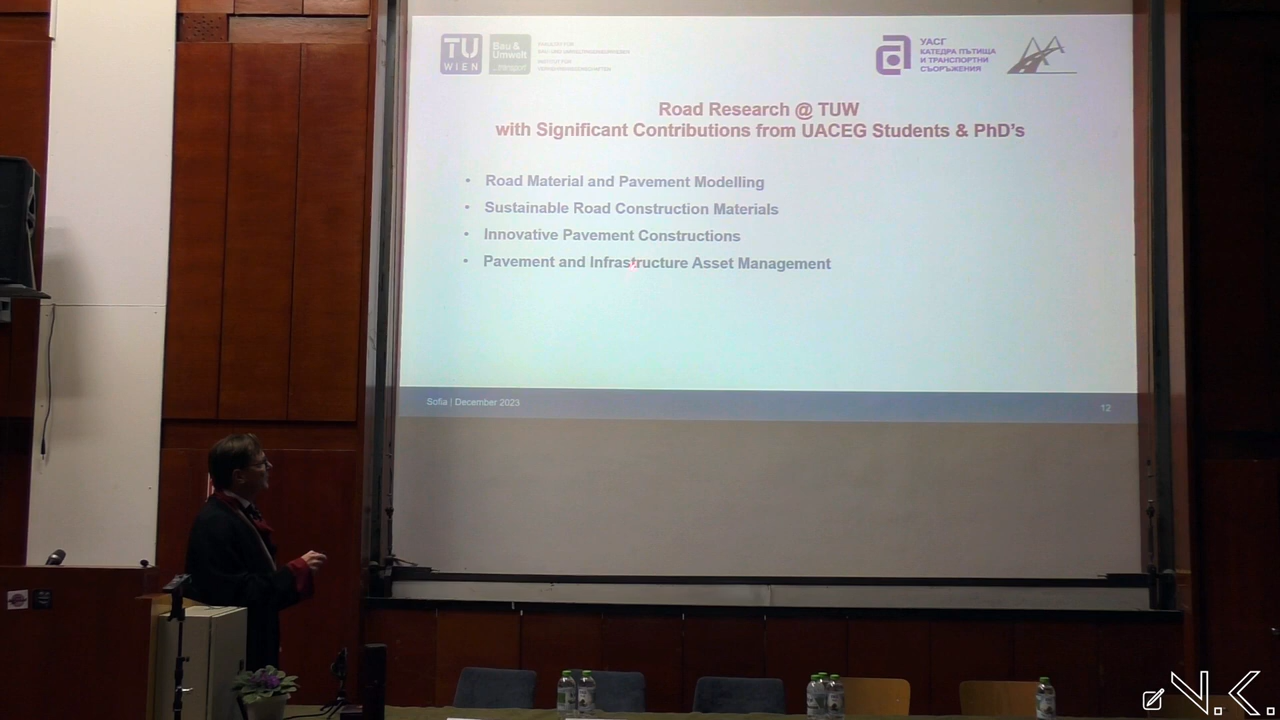 TU
WIEN
Bau &
Umwelt
УАСГ
КАТЕДРА ПЪТИЩА
И ТРАНСПОРТНИ
СЪОРЪЖЕНИЯ
Road Research @ TUW
with Significant Contributions from UACEG Students & PhD's
• Road Material and Pavement Modelling
• Sustainable Road Construction Materials
• Innovative Pavement Constructions
• Pavement and Infrastructure Asset Management
Sofia | December 2023
12
N.K.